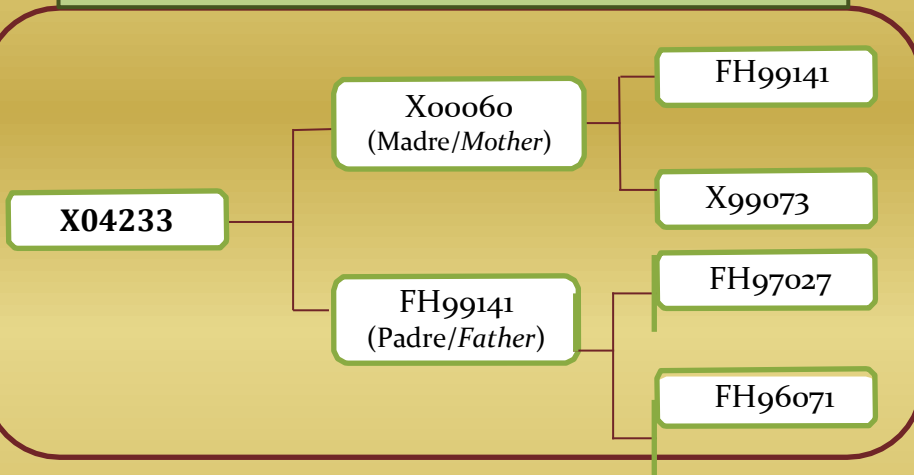 FH99141
X00060
(Madre/Mother)
X99073
X04233
FH97027
FH99141
(Padre/Father)
FH96071